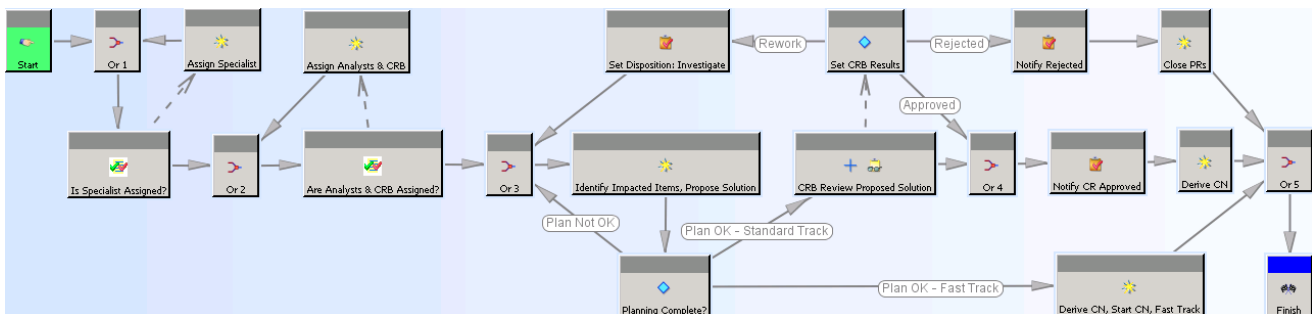 Start
Or 1
Assign Specialist
Assign Analysts & CRB
Set Disposition: Investigate
Rework
Set CRB Results
Rejected
Notify Rejected
Close PRs
Approved
Is Specialist Assigned?
Or 2
Are Analysts & CRB Assigned?
Or 3
Identify Impacted Items, Propose Solution
CRB Review Proposed Solution
Or 4
Notify CR Approved
Derive CN
Or 5
Plan Not OK
Plan OK - Standard Track
Planning Complete?
Plan OK - Fast Track
Derive CN, Start CN, Fast Track
Finish